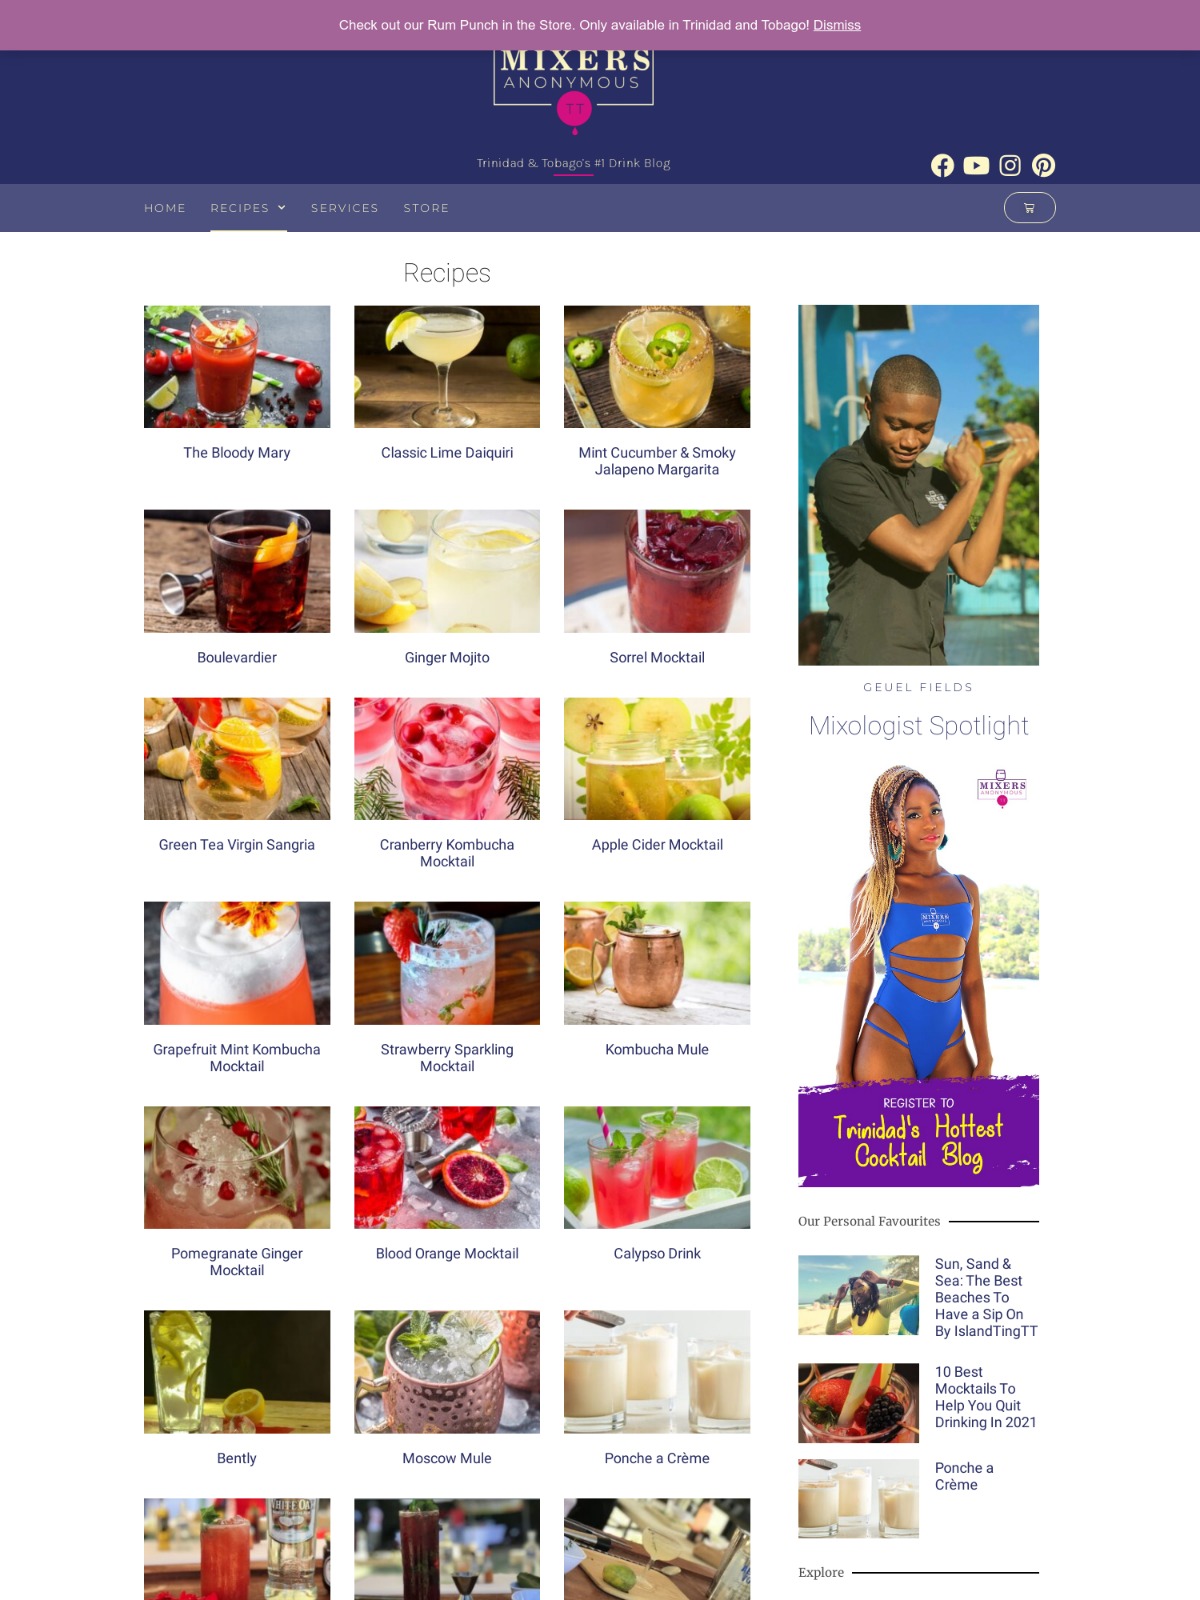 Check out our Rum Punch in the Store. Only available in Trinidad and Tobago! Dismiss
MIXERS
ANONYMOUS
TT
Trinidad & Tobago's #1 Drink Blog
HOME
RECIPES
SERVICES
STORE
Recipes
The Bloody Mary
Classic Lime Daiquiri
Mint Cucumber & Smoky
Jalapeno Margarita
Boulevardier
Ginger Mojito
Sorrel Mocktail
Green Tea Virgin Sangria
Cranberry Kombucha
Mocktail
Apple Cider Mocktail
Grapefruit Mint Kombucha
Mocktail
Strawberry Sparkling
Mocktail
Kombucha Mule
Pomegranate Ginger
Mocktail
Blood Orange Mocktail
Calypso Drink
Bently
Moscow Mule
Ponche a Crème
WHITE OAK
GEUEL FIELDS
Mixologist Spotlight
MIXERS
ANONYMOUS
MIXERS
REGISTER TO
Trinidad's Hottest
Cocktail Blog
Our Personal Favourites
Sun, Sand &
Sea: The Best
Beaches To
Have a Sip On
By IslandTingTT
10 Best
Mocktails To
Help You Quit
Drinking In 2021
Ponche a
Crème
Explore